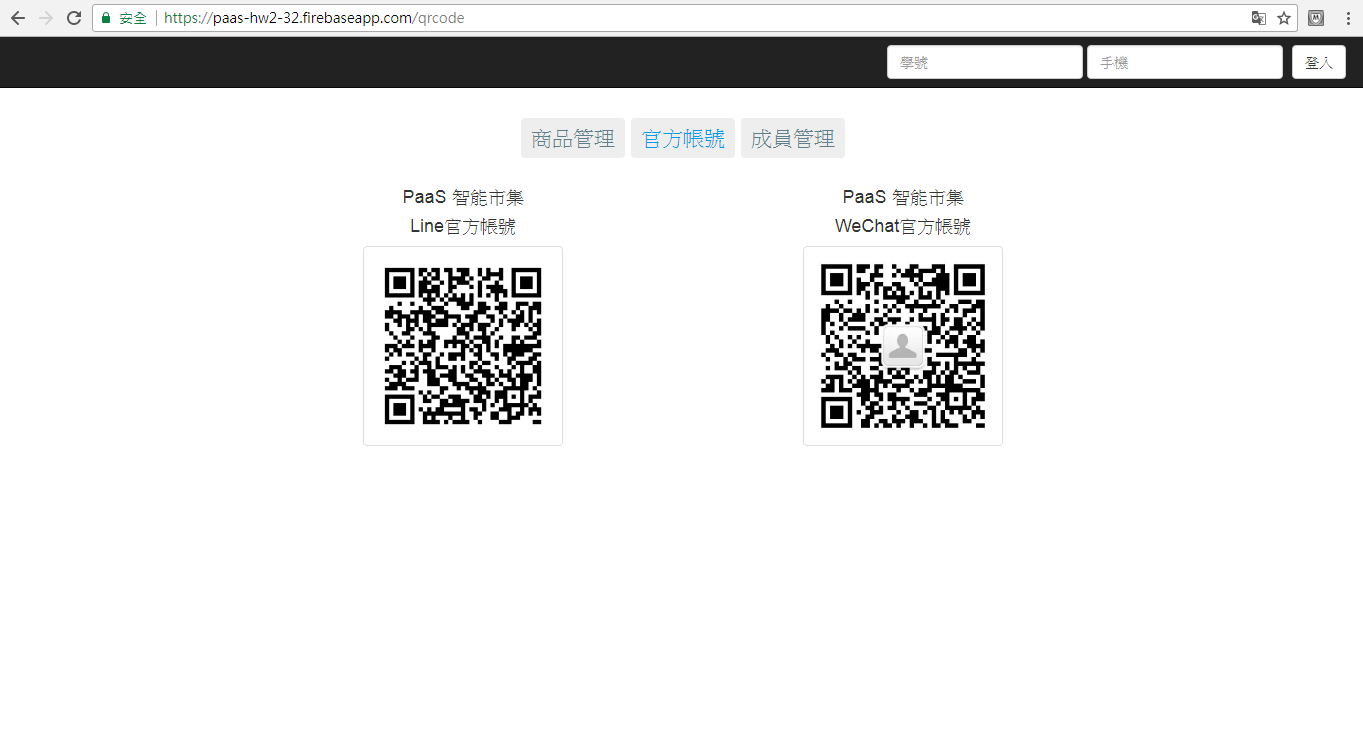 安全 https://paas-hw2-32.firebaseapp.com/qrcode
學號 手機 登入
商品管理 官方帳號 成員管理
PaaS 智能市集
Line官方帳號
PaaS 智能市集
WeChat官方帳號